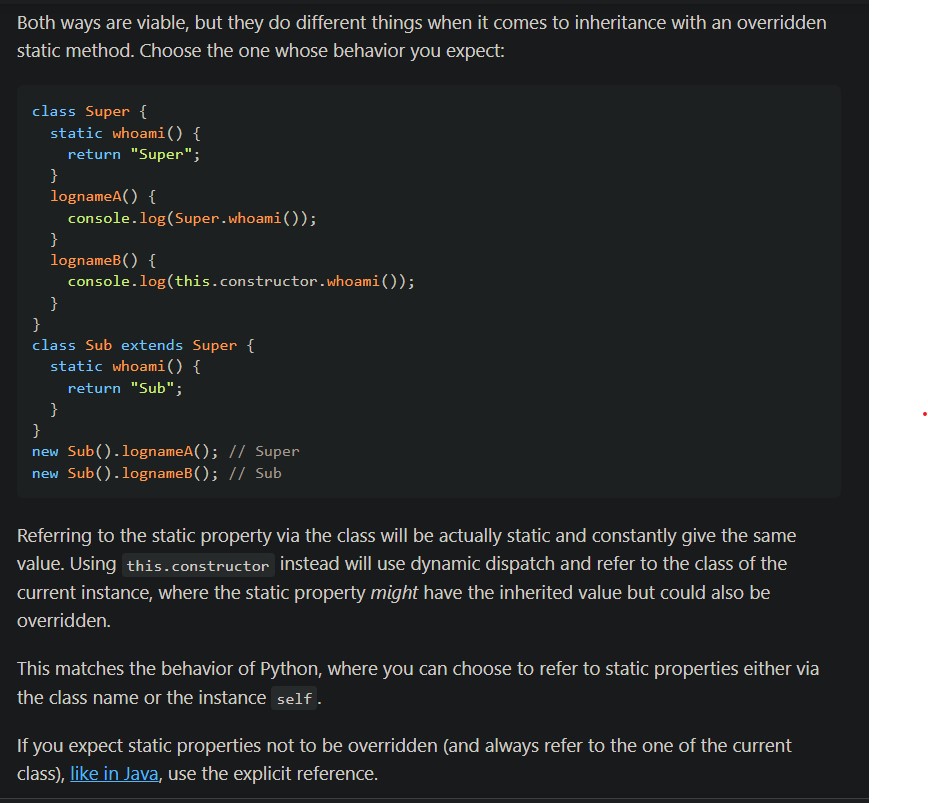 Both ways are viable, but they do different things when it comes to inheritance with an overridden
static method. Choose the one whose behavior you expect:
class Super {
  static whoami() {
    return "Super";
  }
  lognameA() {
    console.log(Super.whoami());
  }
  lognameB() {
    console.log(this.constructor.whoami());
  }
}
class Sub extends Super {
  static whoami() {
    return "Sub";
  }
}
new Sub().lognameA(); // Super
new Sub().lognameB(); // Sub
Referring to the static property via the class will be actually static and constantly give the same
value. Using this.constructor instead will use dynamic dispatch and refer to the class of the
current instance, where the static property might have the inherited value but could also be
overridden.
This matches the behavior of Python, where you can choose to refer to static properties either via
the class name or the instance self.
If you expect static properties not to be overridden (and always refer to the one of the current
class), like in Java, use the explicit reference.